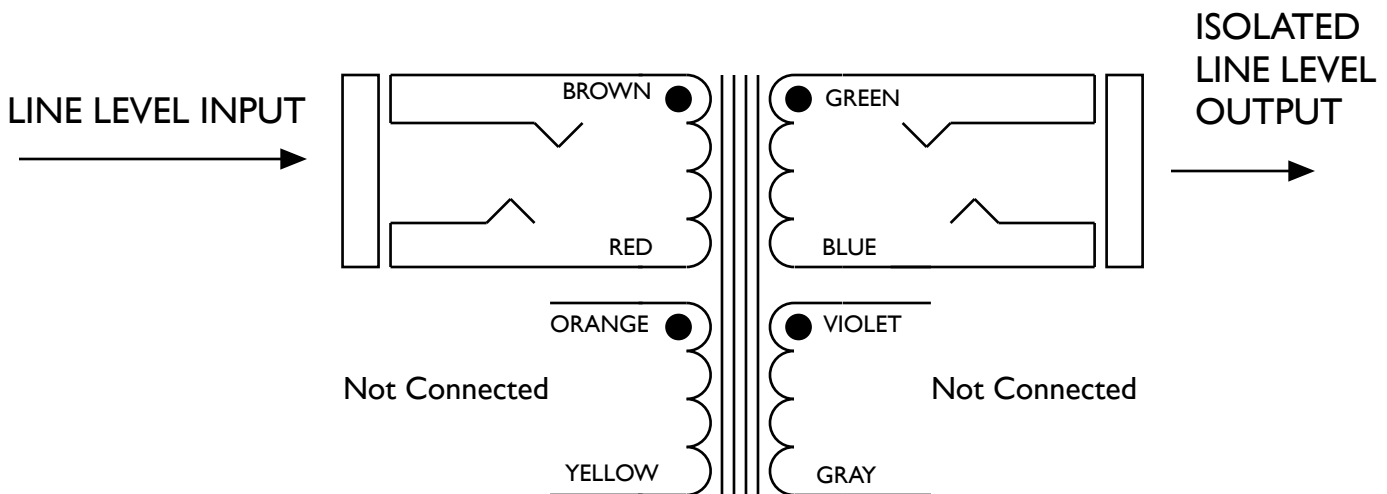 LINE LEVEL INPUT
BROWN
GREEN
ISOLATED
LINE LEVEL
OUTPUT
RED
BLUE
ORANGE
VIOLET
Not Connected
Not Connected
YELLOW
GRAY